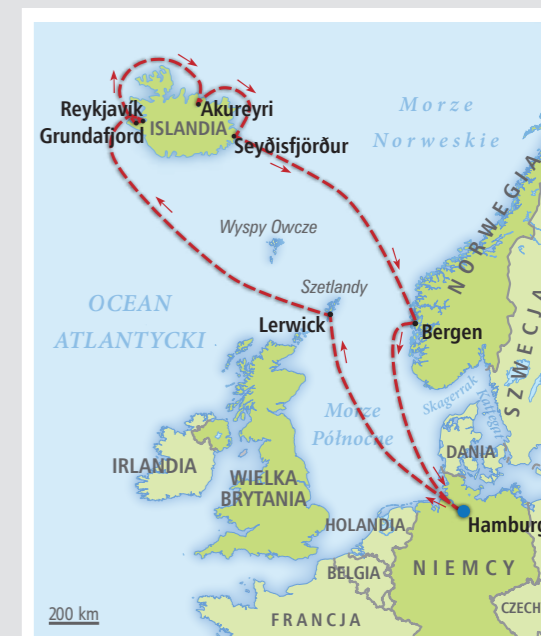 Morze
Norweskie
Reykjavík
Akureyri
Grundafjord
ISLANDIA
Seyðisfjörður
NORWEGIA
Wyspy Owcze
SZWECJA
Szetlandy
OCEAN
ATLANTYCKI
Lerwick
Bergen
Skagerrak
Kattegat
Morze
Północne
DANIA
IRLANDIA
WIELKA
BRYTANIA
HOLANDIA
Hamburg
BELGIA
NIEMCY
200 km
FRANCJA
CZECH